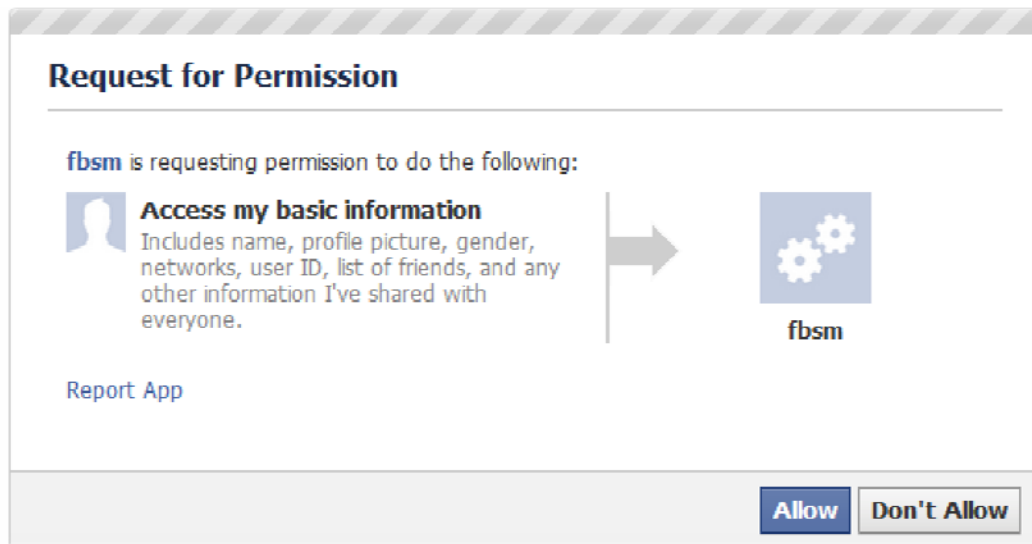 Request for Permission
fbsm is requesting permission to do the following:
Access my basic information
Includes name, profile picture, gender,
networks, user ID, list of friends, and any
other information I've shared with
everyone.
fbsm
Report App
Allow
Don't Allow